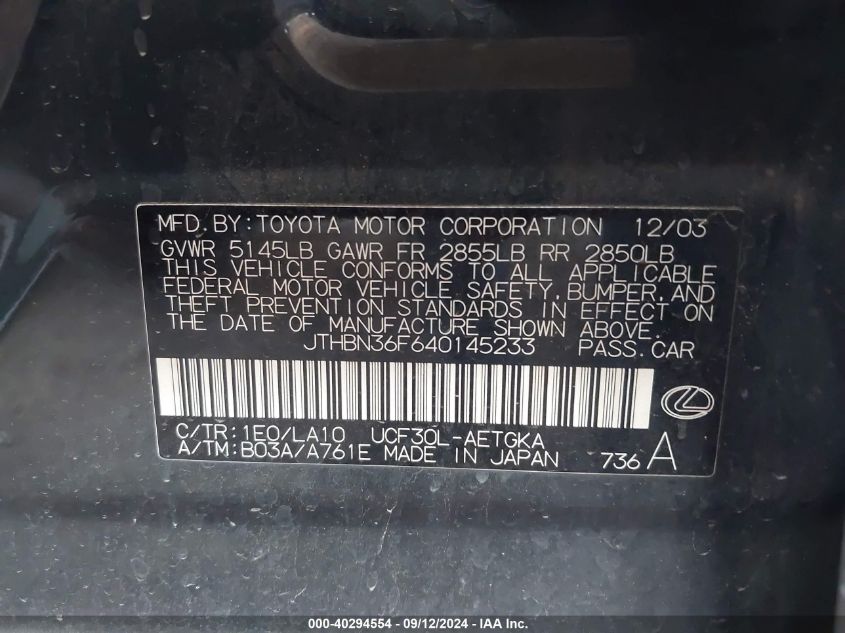 MFD. BY: TOYOTA MOTOR CORPORATION 12/03
GVWR 5145LB GAWR FR 2855LB RR 2850LB
THIS VEHICLE CONFORMS TO ALL APPLICABLE
FEDERAL MOTOR VEHICLE SAFETY, BUMPER, AND
THEFT PREVENTION STANDARDS IN EFFECT ON
THE DATE OF MANUFACTURE SHOWN ABOVE.
JTHBN36F640145233 PASS. CAR
C/TR: 1E0/LA10 UCF30L-AETGKA
A/TM: B03A/A761E MADE IN JAPAN 736 A
000-40294554 - 09/12/2024 - IAA Inc.